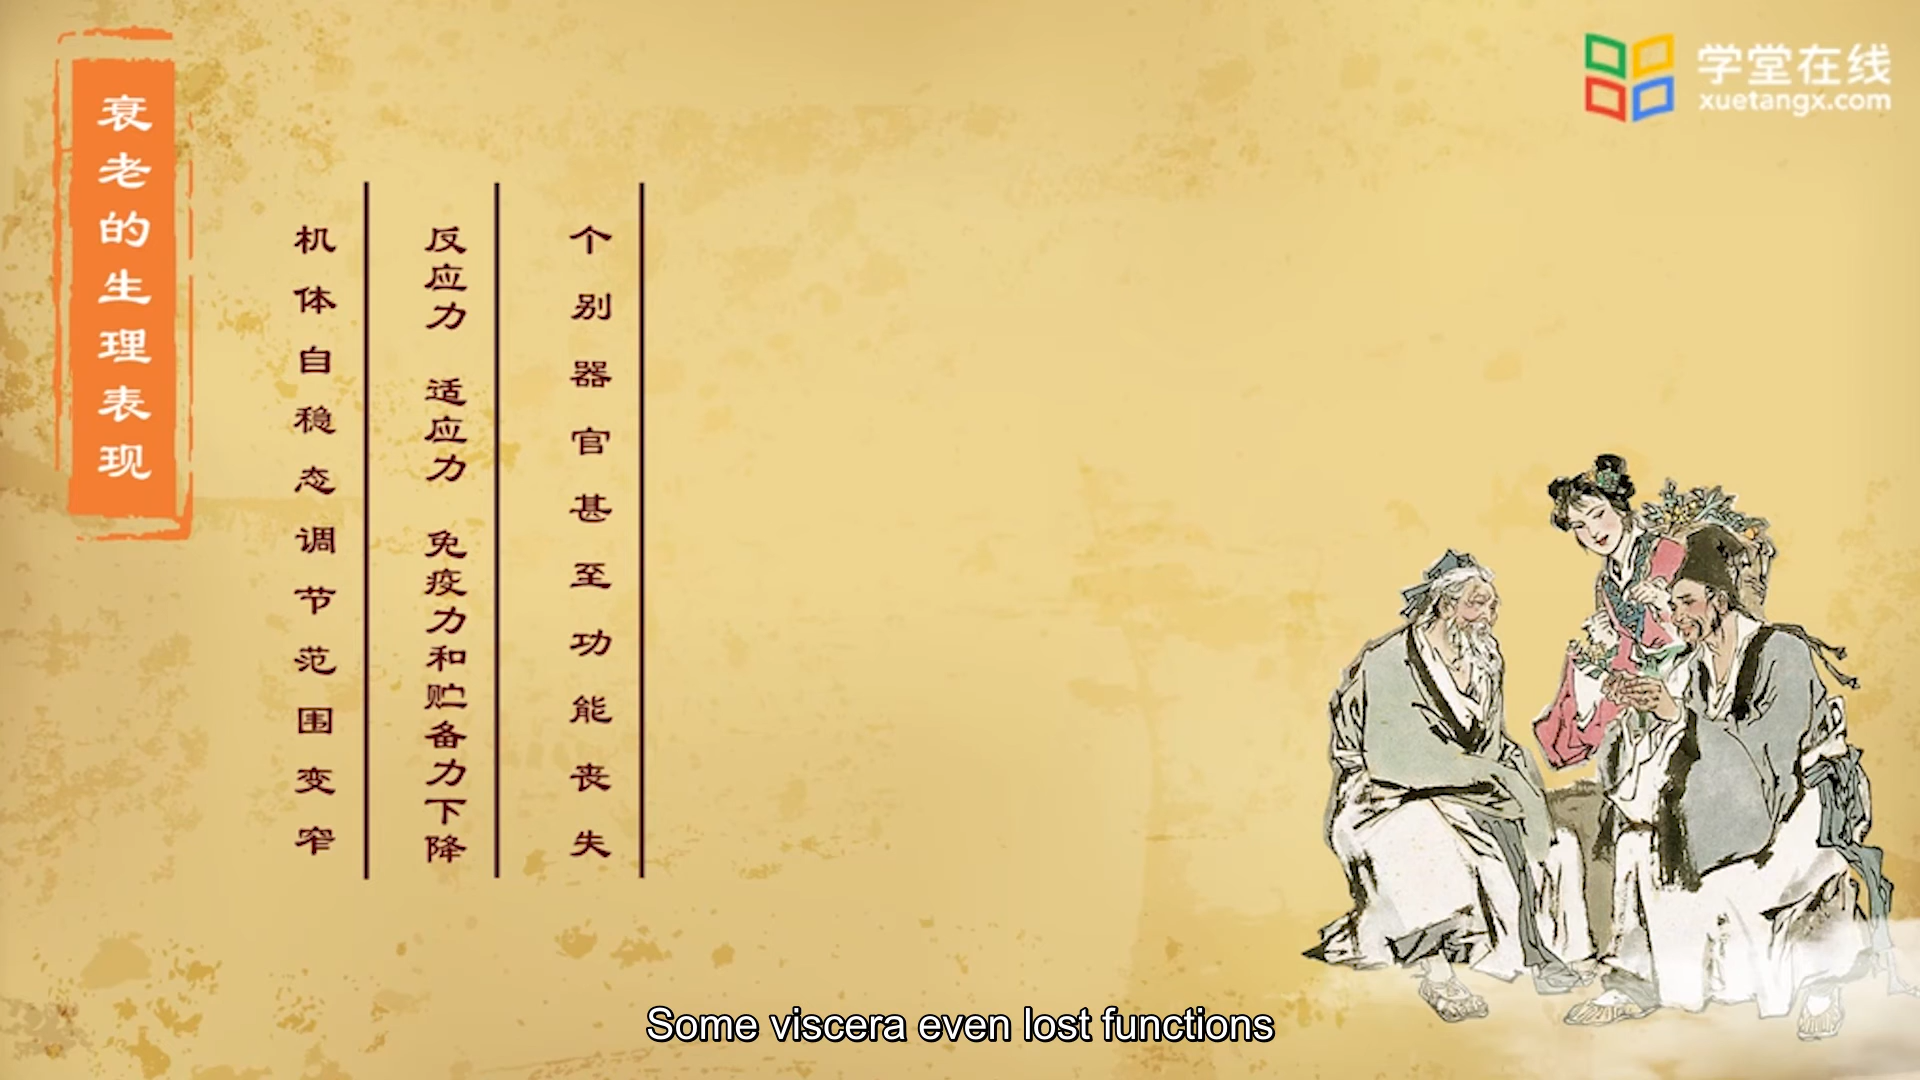 衰老的生理表现
机体自稳态调节范围变窄
反应力 适应力 免疫力和贮备力下降
个别器官甚至功能丧失
学堂在线
xuetangx.com
Some viscera even lost functions